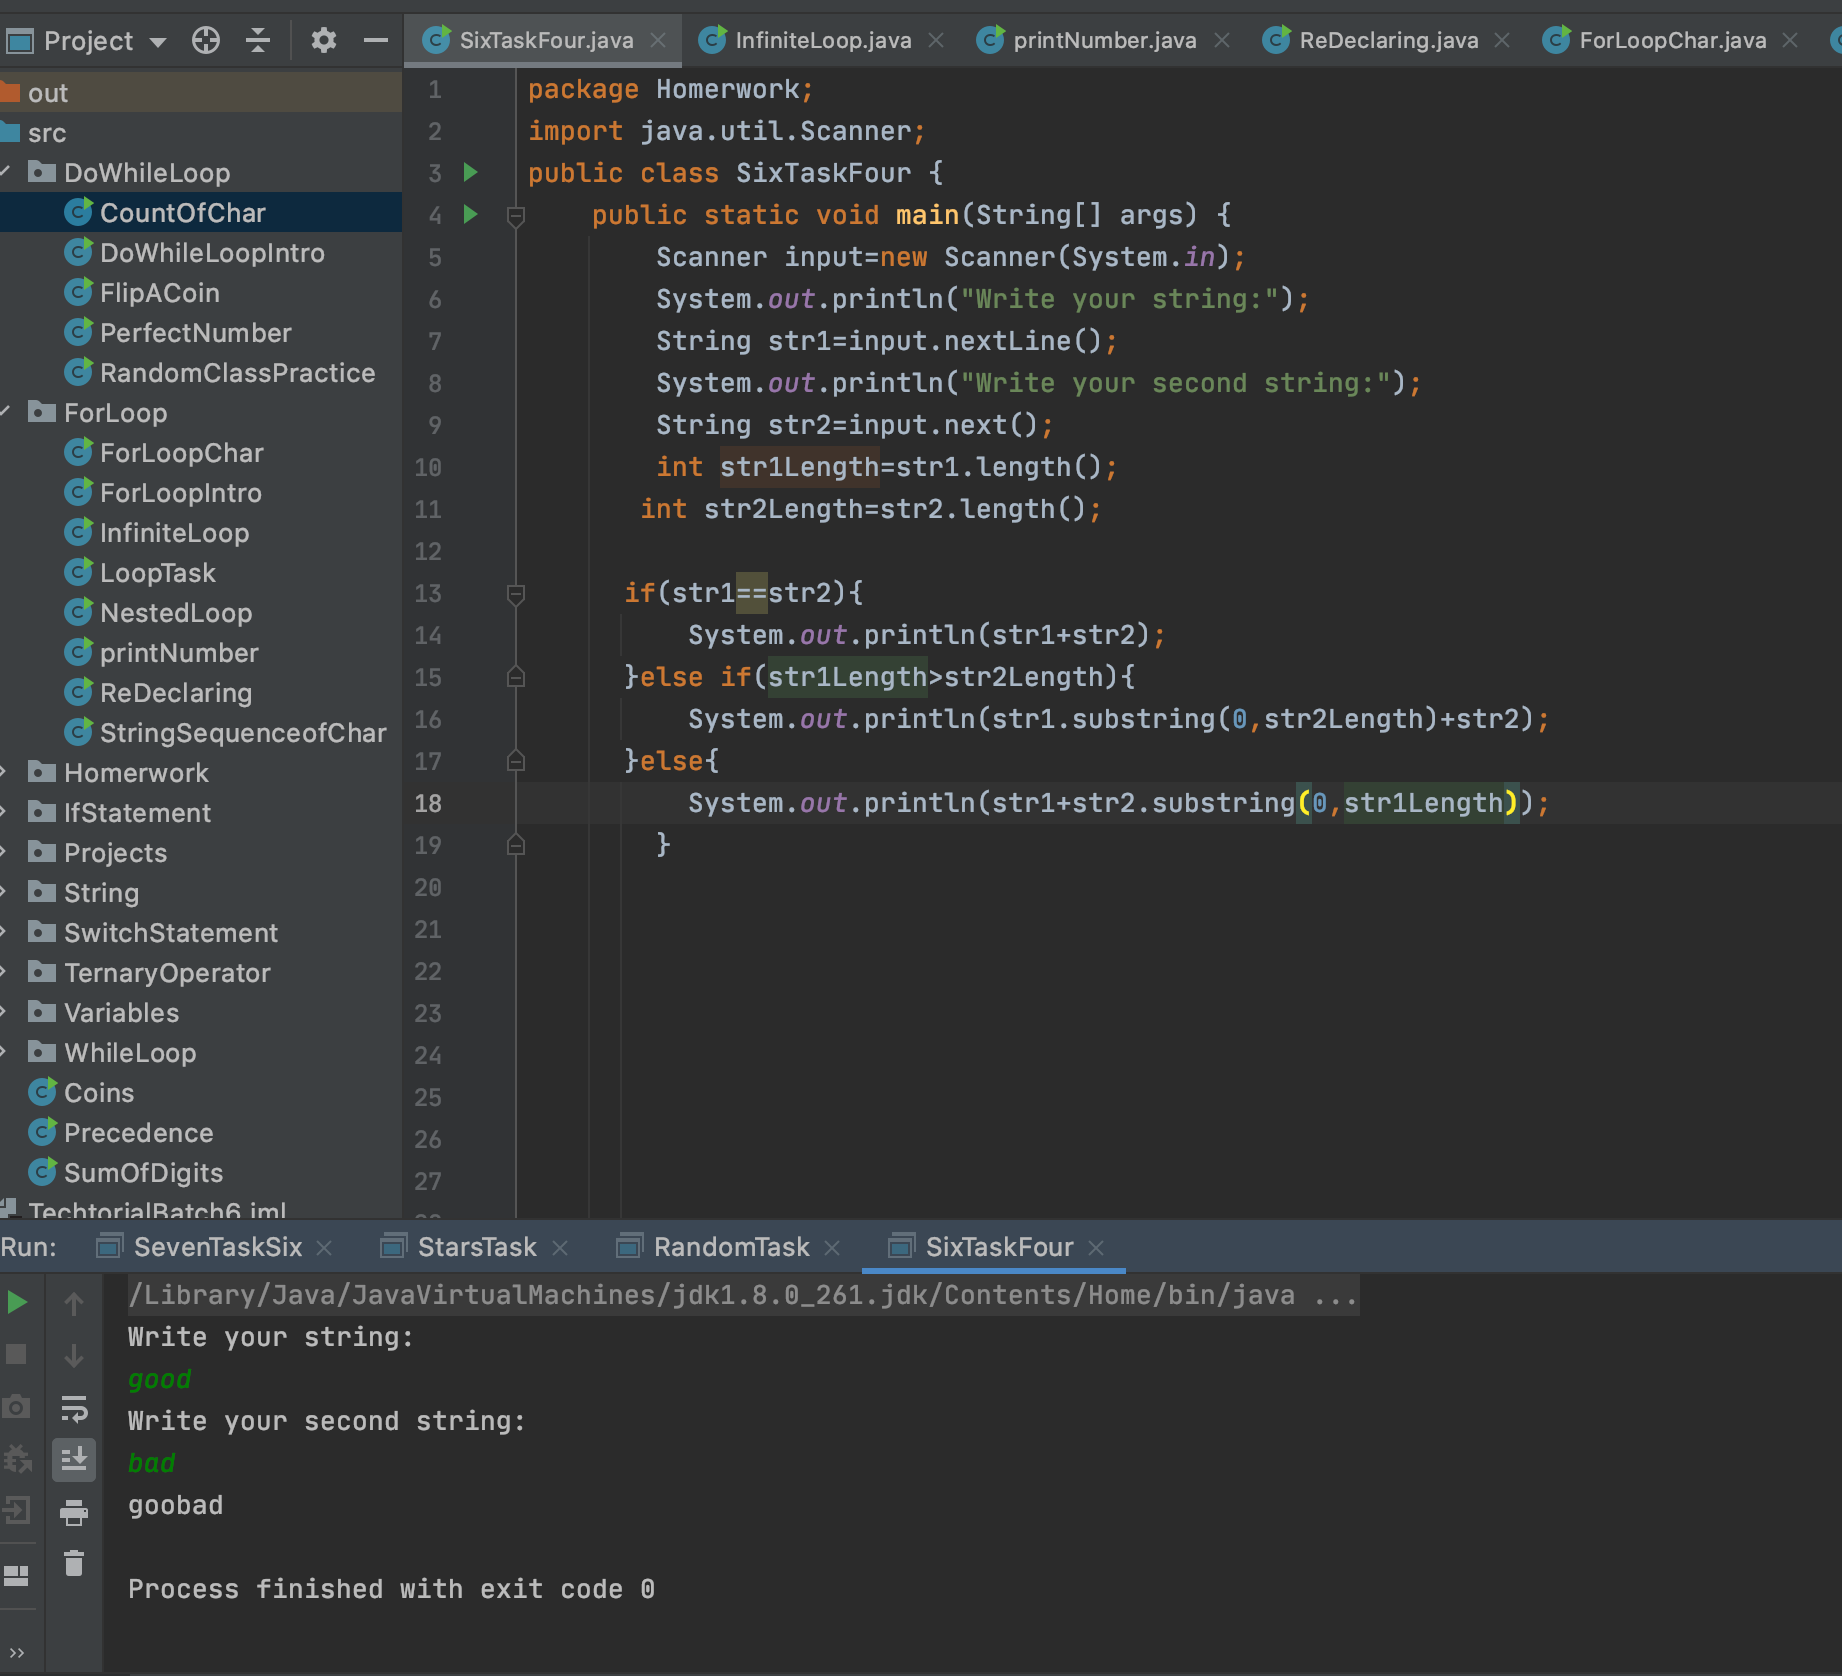 Project
SixTaskFour.java
InfiniteLoop.java
printNumber.java
ReDeclaring.java
ForLoopChar.java
out
src
DoWhileLoop
CountOfChar
DoWhileLoopIntro
FlipACoin
PerfectNumber
RandomClassPractice
ForLoop
ForLoopChar
ForLoopIntro
InfiniteLoop
LoopTask
NestedLoop
printNumber
ReDeclaring
StringSequenceofChar
Homerwork
IfStatement
Projects
String
SwitchStatement
TernaryOperator
Variables
WhileLoop
Coins
Precedence
SumOfDigits
TechtorialBatch6.iml
1 package Homerwork;
2 import java.util.Scanner;
3 public class SixTaskFour {
4 public static void main(String[] args) {
5 Scanner input=new Scanner(System.in);
6 System.out.println("Write your string:");
7 String str1=input.nextLine();
8 System.out.println("Write your second string:");
9 String str2=input.next();
10 int str1Length=str1.length();
11 int str2Length=str2.length();
12
13 if(str1==str2){
14 System.out.println(str1+str2);
15 }else if(str1Length>str2Length){
16 System.out.println(str1.substring(0,str2Length)+str2);
17 }else{
18 System.out.println(str1+str2.substring(0,str1Length));
19 }
20
21
22
23
24
25
26
27
Run: SevenTaskSix StarsTask RandomTask SixTaskFour
/Library/Java/JavaVirtualMachines/jdk1.8.0_261.jdk/Contents/Home/bin/java ...
Write your string:
good
Write your second string:
bad
goobad
Process finished with exit code 0